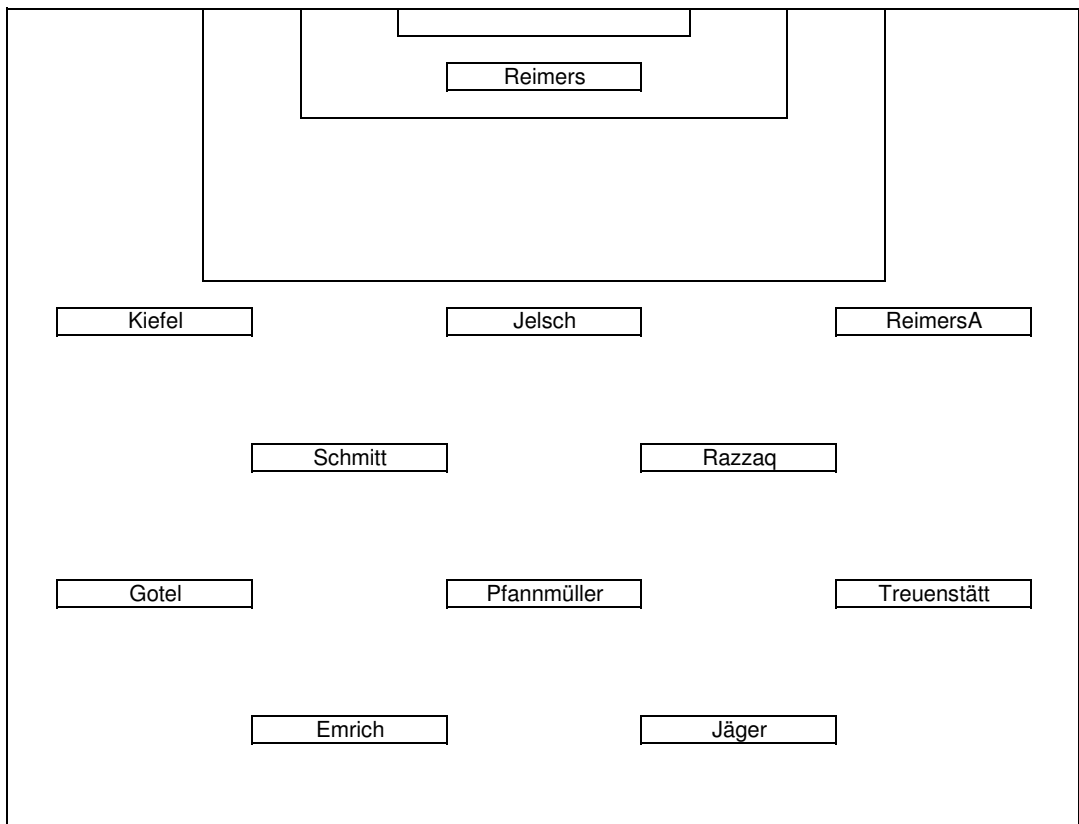 Reimers
Kiefel Jelsch ReimersA
Schmitt Razzaq
Gotel Pfannmüller Treuenstätt
Emrich Jäger